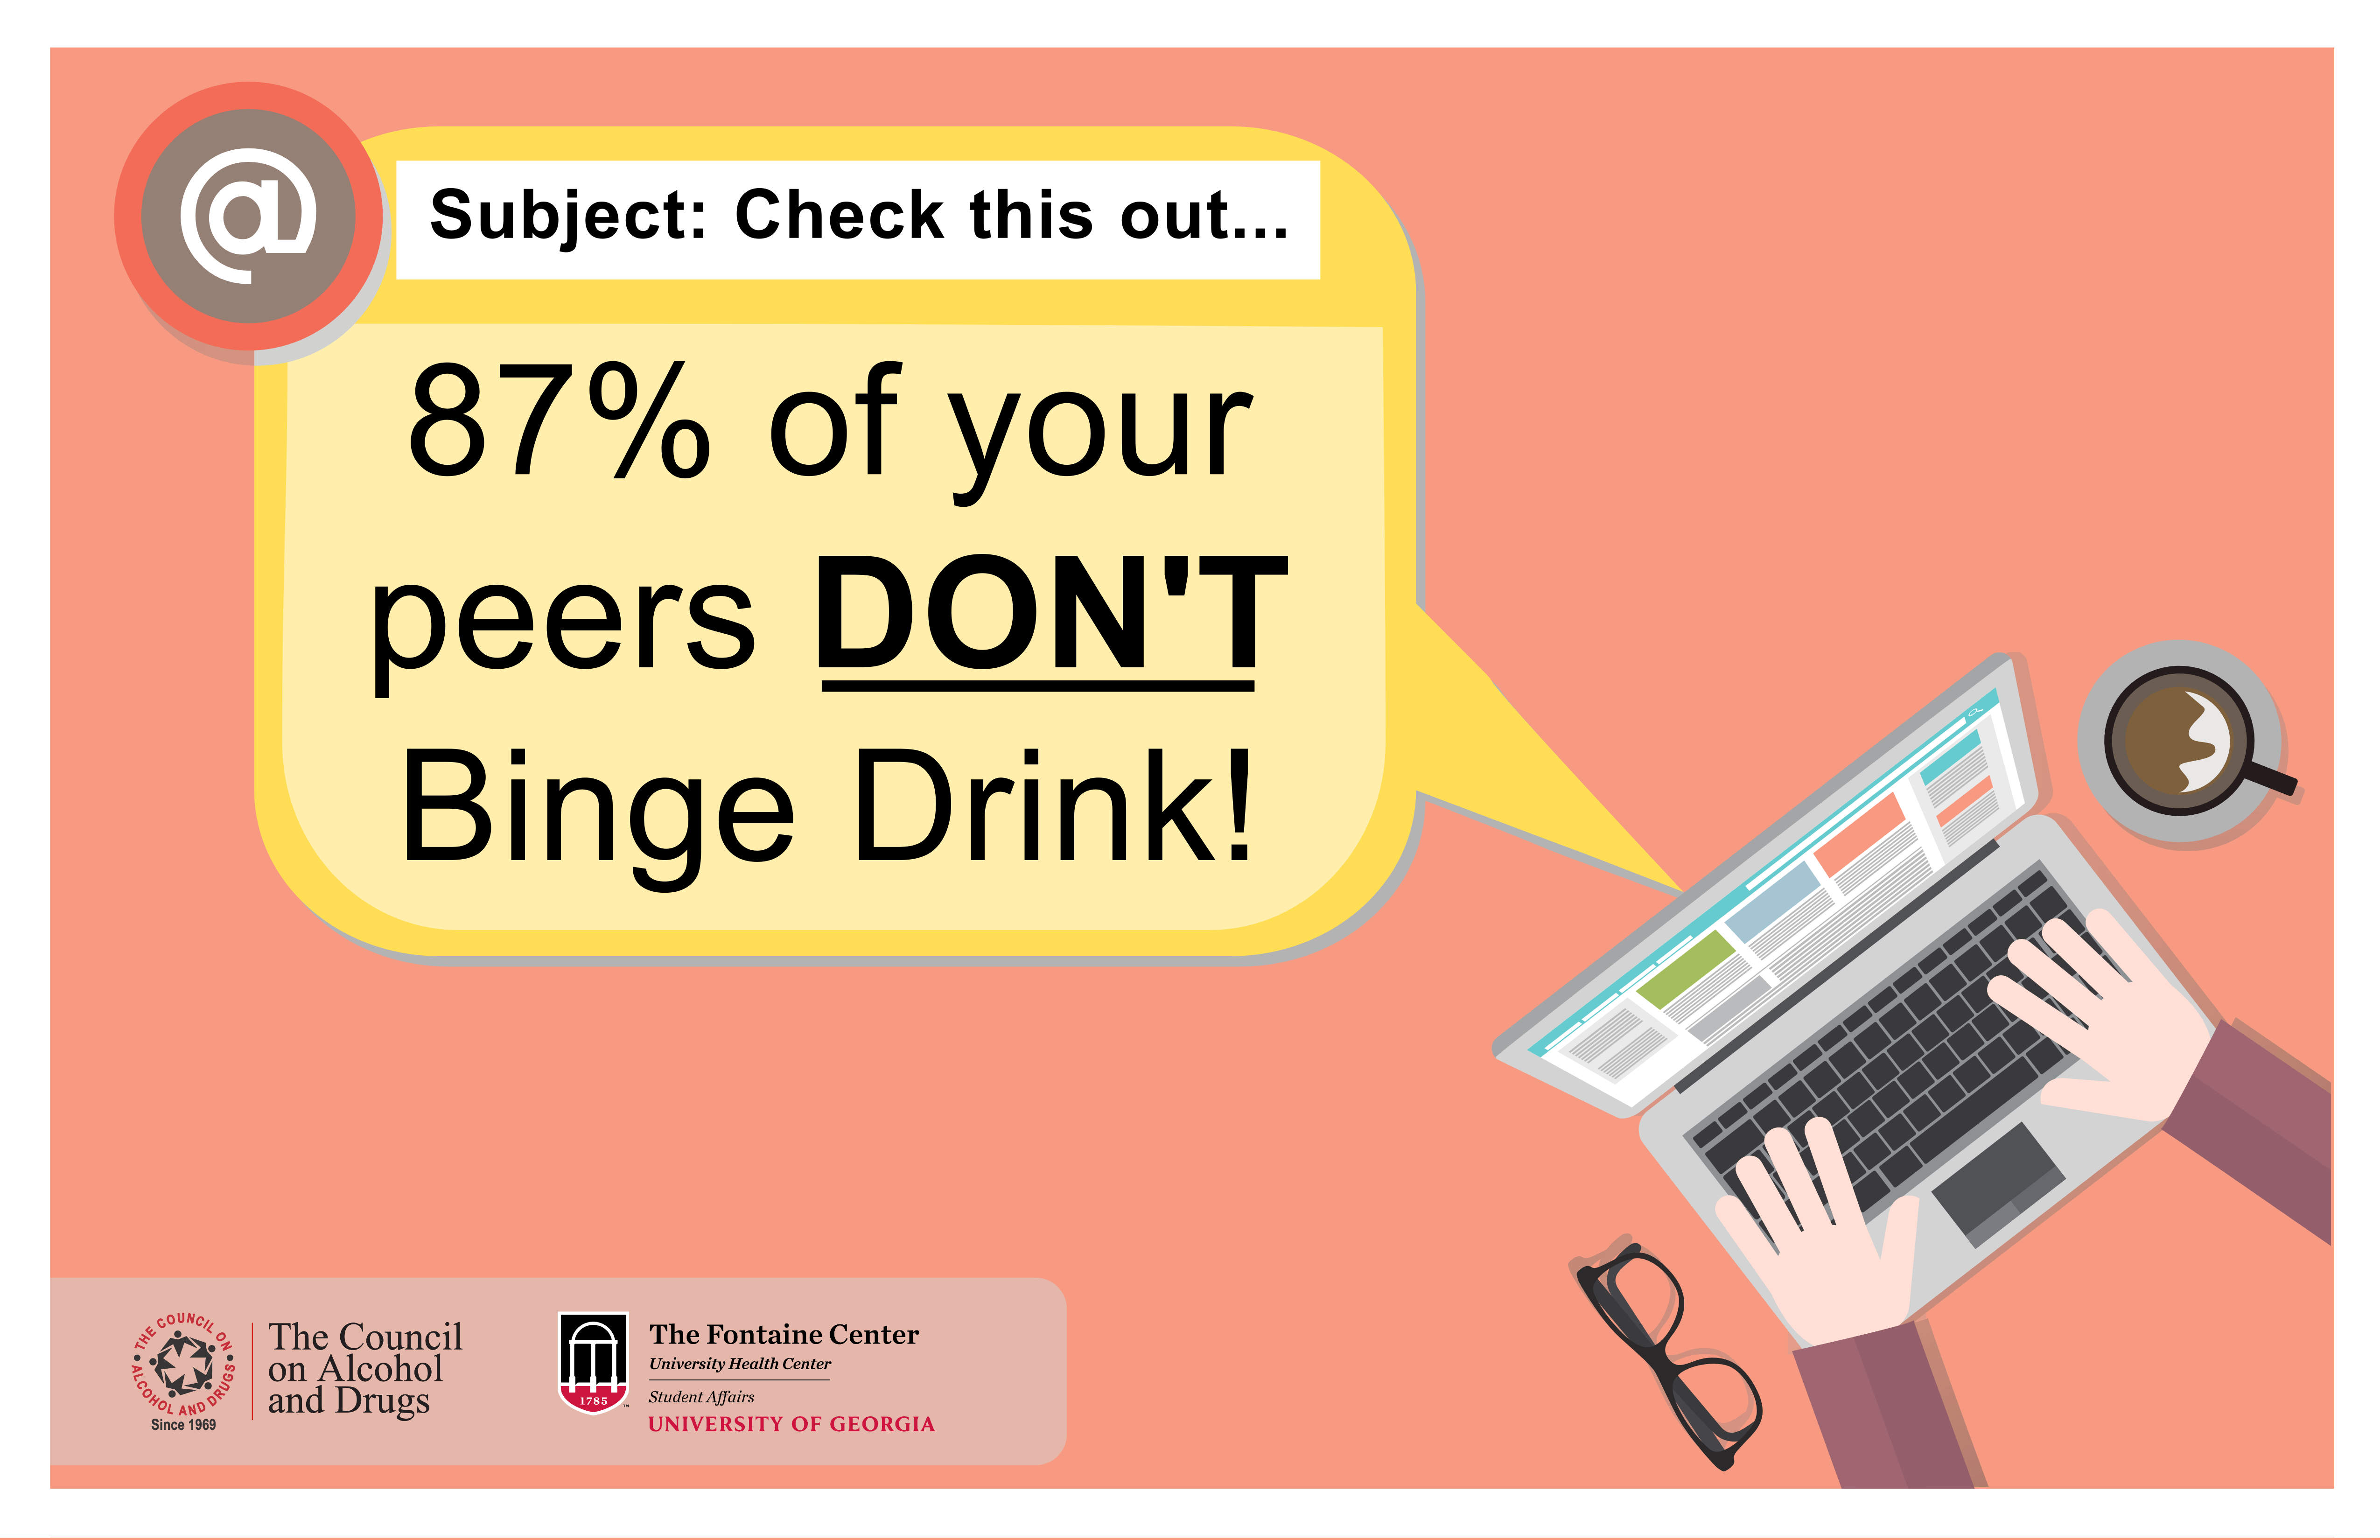 @
Subject: Check this out...
87% of your
peers DON'T
Binge Drink!
THE COUNCIL ON
ALCOHOL AND DRUGS
Since 1969
The Council
on Alcohol
and Drugs
1785
™
The Fontaine Center
University Health Center
Student Affairs
UNIVERSITY OF GEORGIA